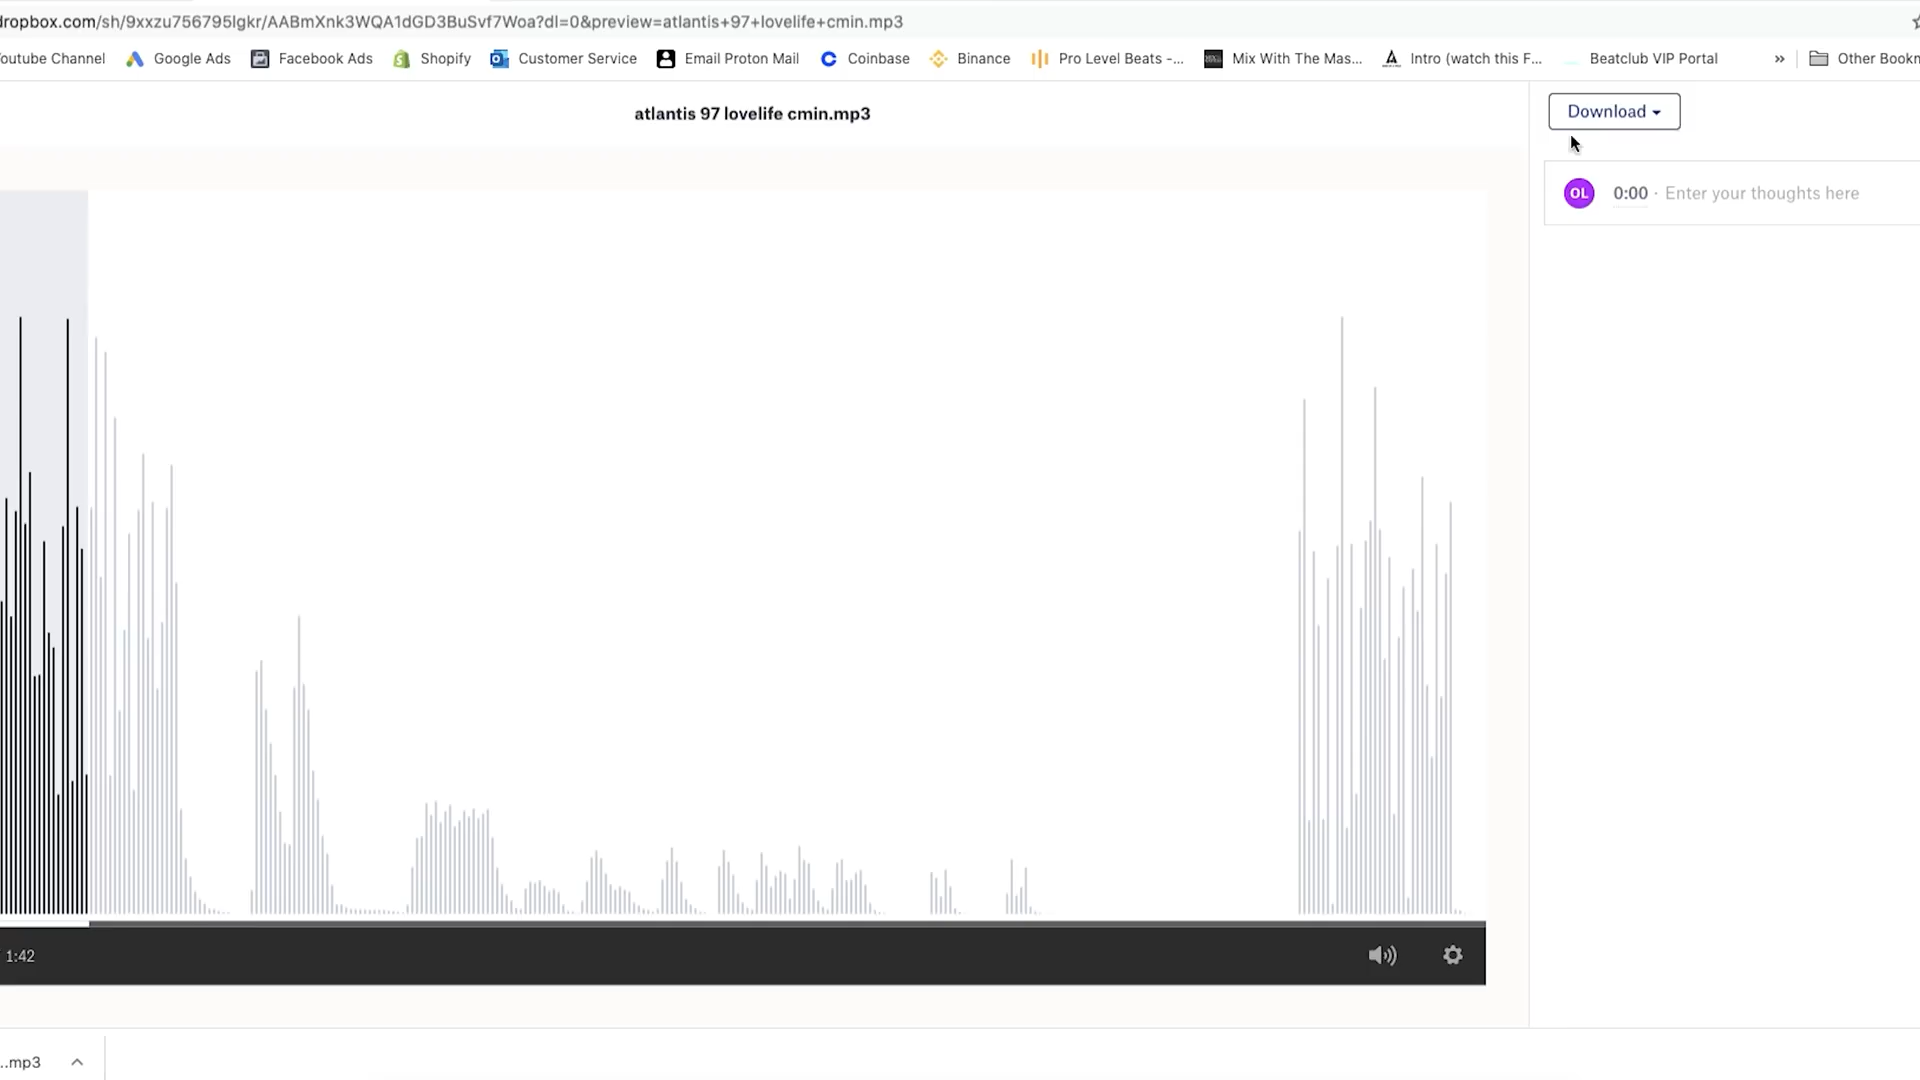 dropbox.com/sh/9xxzu756795lgkr/AABmXnk3WQA1dGD3BuSvf7Woa?dl=0&preview=atlantis+97+lovelife+cmin.mp3
outube Channel Google Ads Facebook Ads Shopify Customer Service Email Proton Mail Coinbase Binance Pro Level Beats -... Mix With The Mas... Intro (watch this F... Beatclub VIP Portal » Other Bookm
atlantis 97 lovelife cmin.mp3
Download
OL 0:00 · Enter your thoughts here
1:42
...mp3